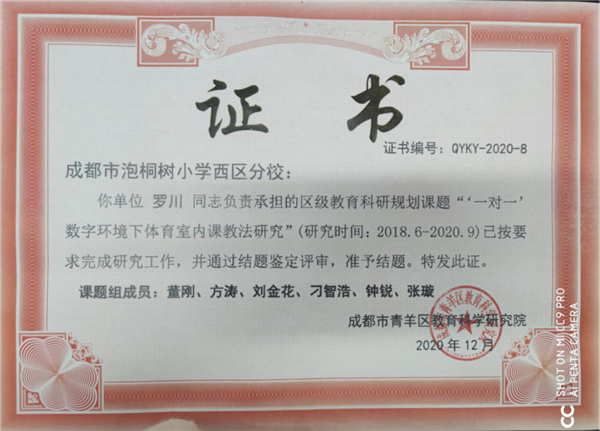 证 书
证书编号：QYKY-2020-8
成都市泡桐树小学西区分校：
你单位 罗川 同志负责承担的区级教育科研规划课题“‘一对一’
数字环境下体育室内课教法研究”（研究时间：2018.6-2020.9）已按要
求完成研究工作，并通过结题鉴定评审，准予结题。特发此证。
课题组成员：董刚、方涛、刘金花、刁智浩、钟锐、张璇
成都市青羊区教育科学研究院
2020年12月
SHOT ON MI CC9 PRO
AI PENTA CAMERA